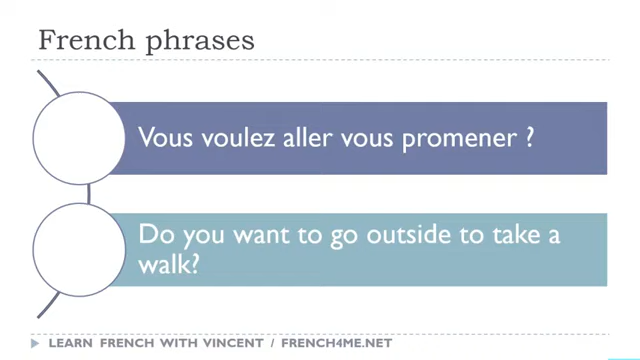 French phrases
Vous voulez aller vous promener ?
Do you want to go outside to take a
walk?
LEARN FRENCH WITH VINCENT / FRENCH4ME.NET